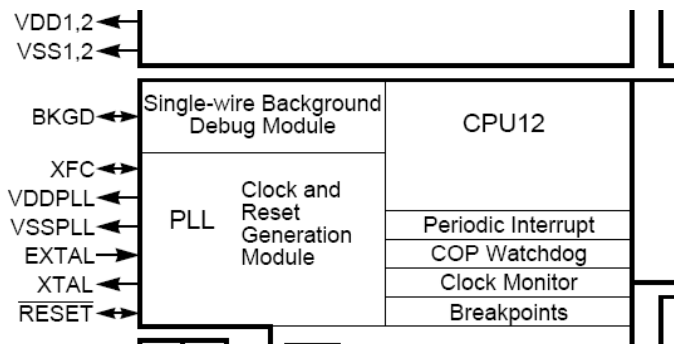 VDD1,2
VSS1,2
BKGD
Single-wire Background
Debug Module
CPU12
XFC
VDDPLL
VSSPLL
EXTAL
XTAL
RESET
PLL
Clock and
Reset
Generation
Module
Periodic Interrupt
COP Watchdog
Clock Monitor
Breakpoints